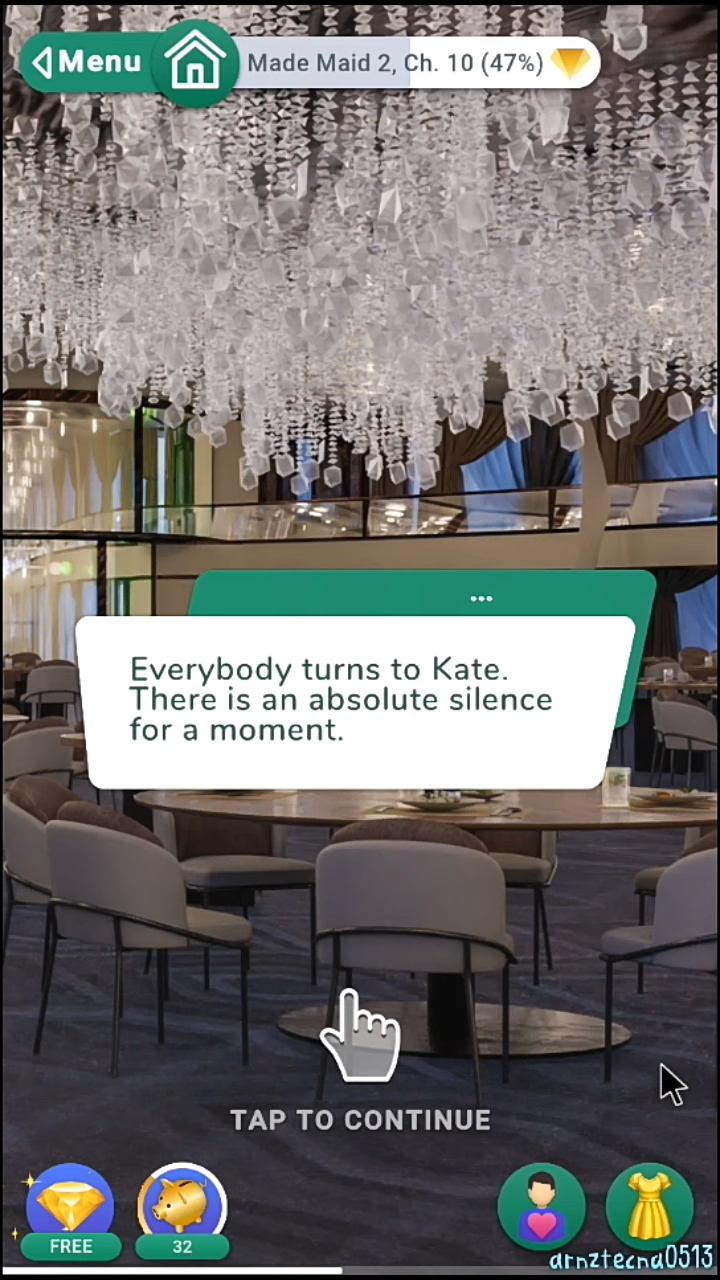 Menu
Made Maid 2, Ch. 10 (47%)
...
Everybody turns to Kate.
There is an absolute silence
for a moment.
TAP TO CONTINUE
FREE
32
arnztecna0513